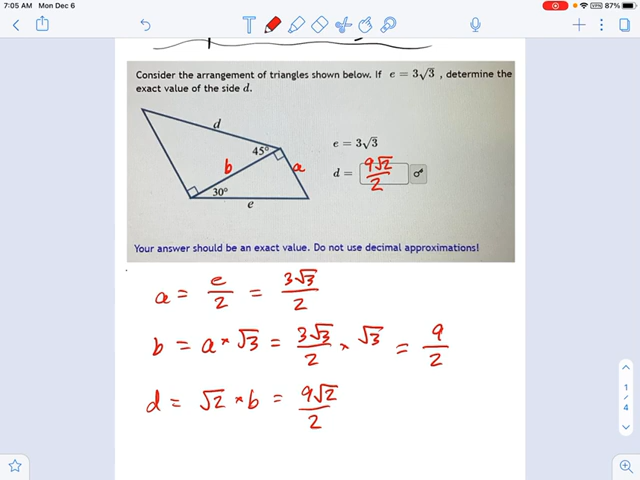 7:05 AM Mon Dec 6
87%
T
Consider the arrangement of triangles shown below. If e = 3√3 , determine the
exact value of the side d.
d
45°
b
a
30°
e
e = 3√3
d = 9√2/2
Your answer should be an exact value. Do not use decimal approximations!
a = e/2 = 3√3/2
b = a × √3 = 3√3/2 × √3 = 9/2
d = √2 × b = 9√2/2
1
/
4